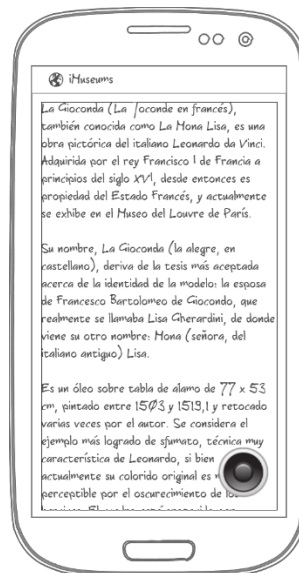 iMuseums
La Gioconda (La Joconde en francés),
también conocida como La Mona Lisa, es una
obra pictórica del italiano Leonardo da Vinci.
Adquirida por el rey Francisco I de Francia a
principios del siglo XVI, desde entonces es
propiedad del Estado Francés, y actualmente
se exhibe en el Museo del Louvre de París.
Su nombre, La Gioconda (la alegre, en
castellano), deriva de la tesis más aceptada
acerca de la identidad de la modelo: la esposa
de Francesco Bartolomeo de Giocondo, que
realmente se llamaba Lisa Gherardini, de donde
viene su otro nombre: Mona (señora, del
italiano antiguo) Lisa.
Es un óleo sobre tabla de álamo de 77 x 53
cm, pintado entre 1503 y 1519,1 y retocado
varias veces por el autor. Se considera el
ejemplo más logrado de sfumato, técnica muy
característica de Leonardo, si bien
actualmente su colorido original es
perceptible por el oscurecimiento de los